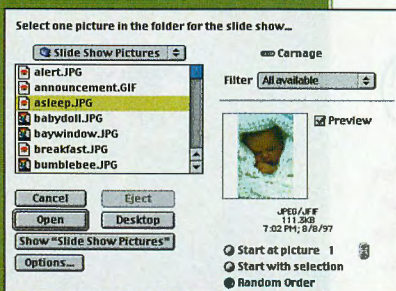 Select one picture in the folder for the slide show...
Slide Show Pictures
alert.JPG
announcement.GIF
asleep.JPG
babydoll.JPG
baywindow.JPG
breakfast.JPG
bumblebee.JPG
Cancel
Eject
Open
Desktop
Show "Slide Show Pictures"
Options...
Carnage
Filter All available
Preview
JPEG/JFIF
111.3KB
7:02 PM; 8/8/97
Start at picture 1
Start with selection
Random Order